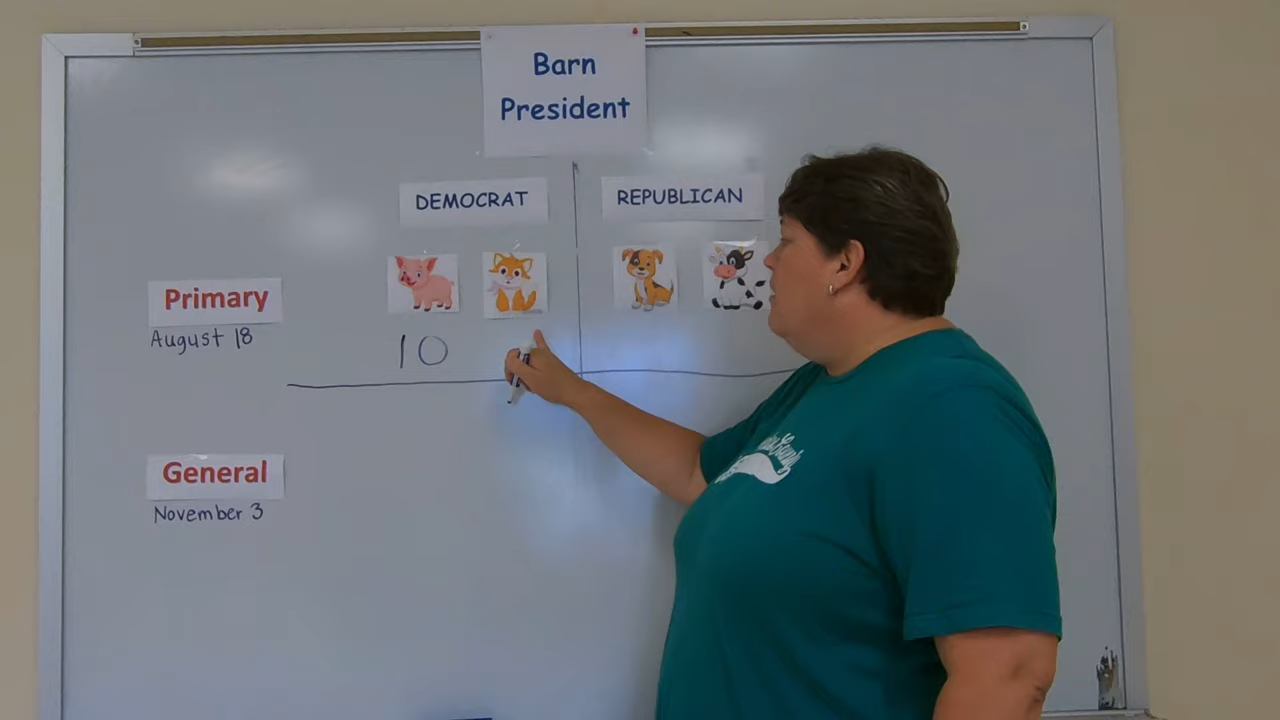 Barn
President
DEMOCRAT
REPUBLICAN
Primary
August 18
10
General
November 3